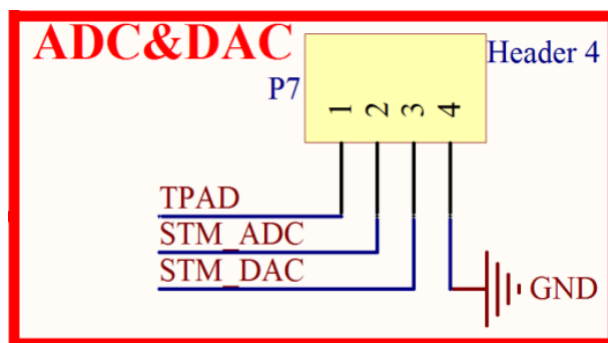 ADC&DAC
Header 4
P7
1 2 3 4
TPAD
STM_ADC
STM_DAC
GND